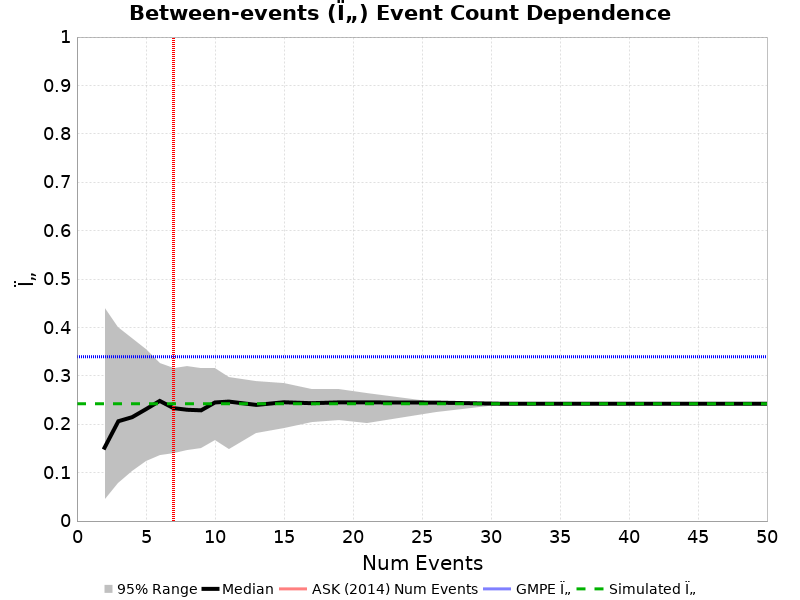 Between-events (Ï„) Event Count Dependence
1
0.9
0.8
0.7
0.6
0.5
0.4
0.3
0.2
0.1
0
Ï„
0 5 10 15 20 25 30 35 40 45 50
Num Events
95% Range Median ASK (2014) Num Events GMPE Ï„ Simulated Ï„